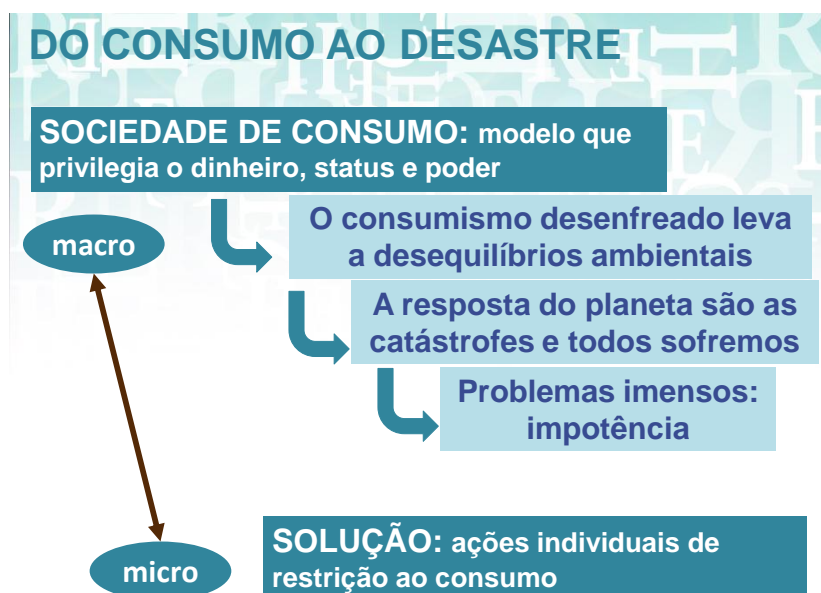 DO CONSUMO AO DESASTRE
SOCIEDADE DE CONSUMO: modelo que
privilegia o dinheiro, status e poder
macro
O consumismo desenfreado leva
a desequilíbrios ambientais
A resposta do planeta são as
catástrofes e todos sofremos
Problemas imensos:
impotência
micro
SOLUÇÃO: ações individuais de
restrição ao consumo